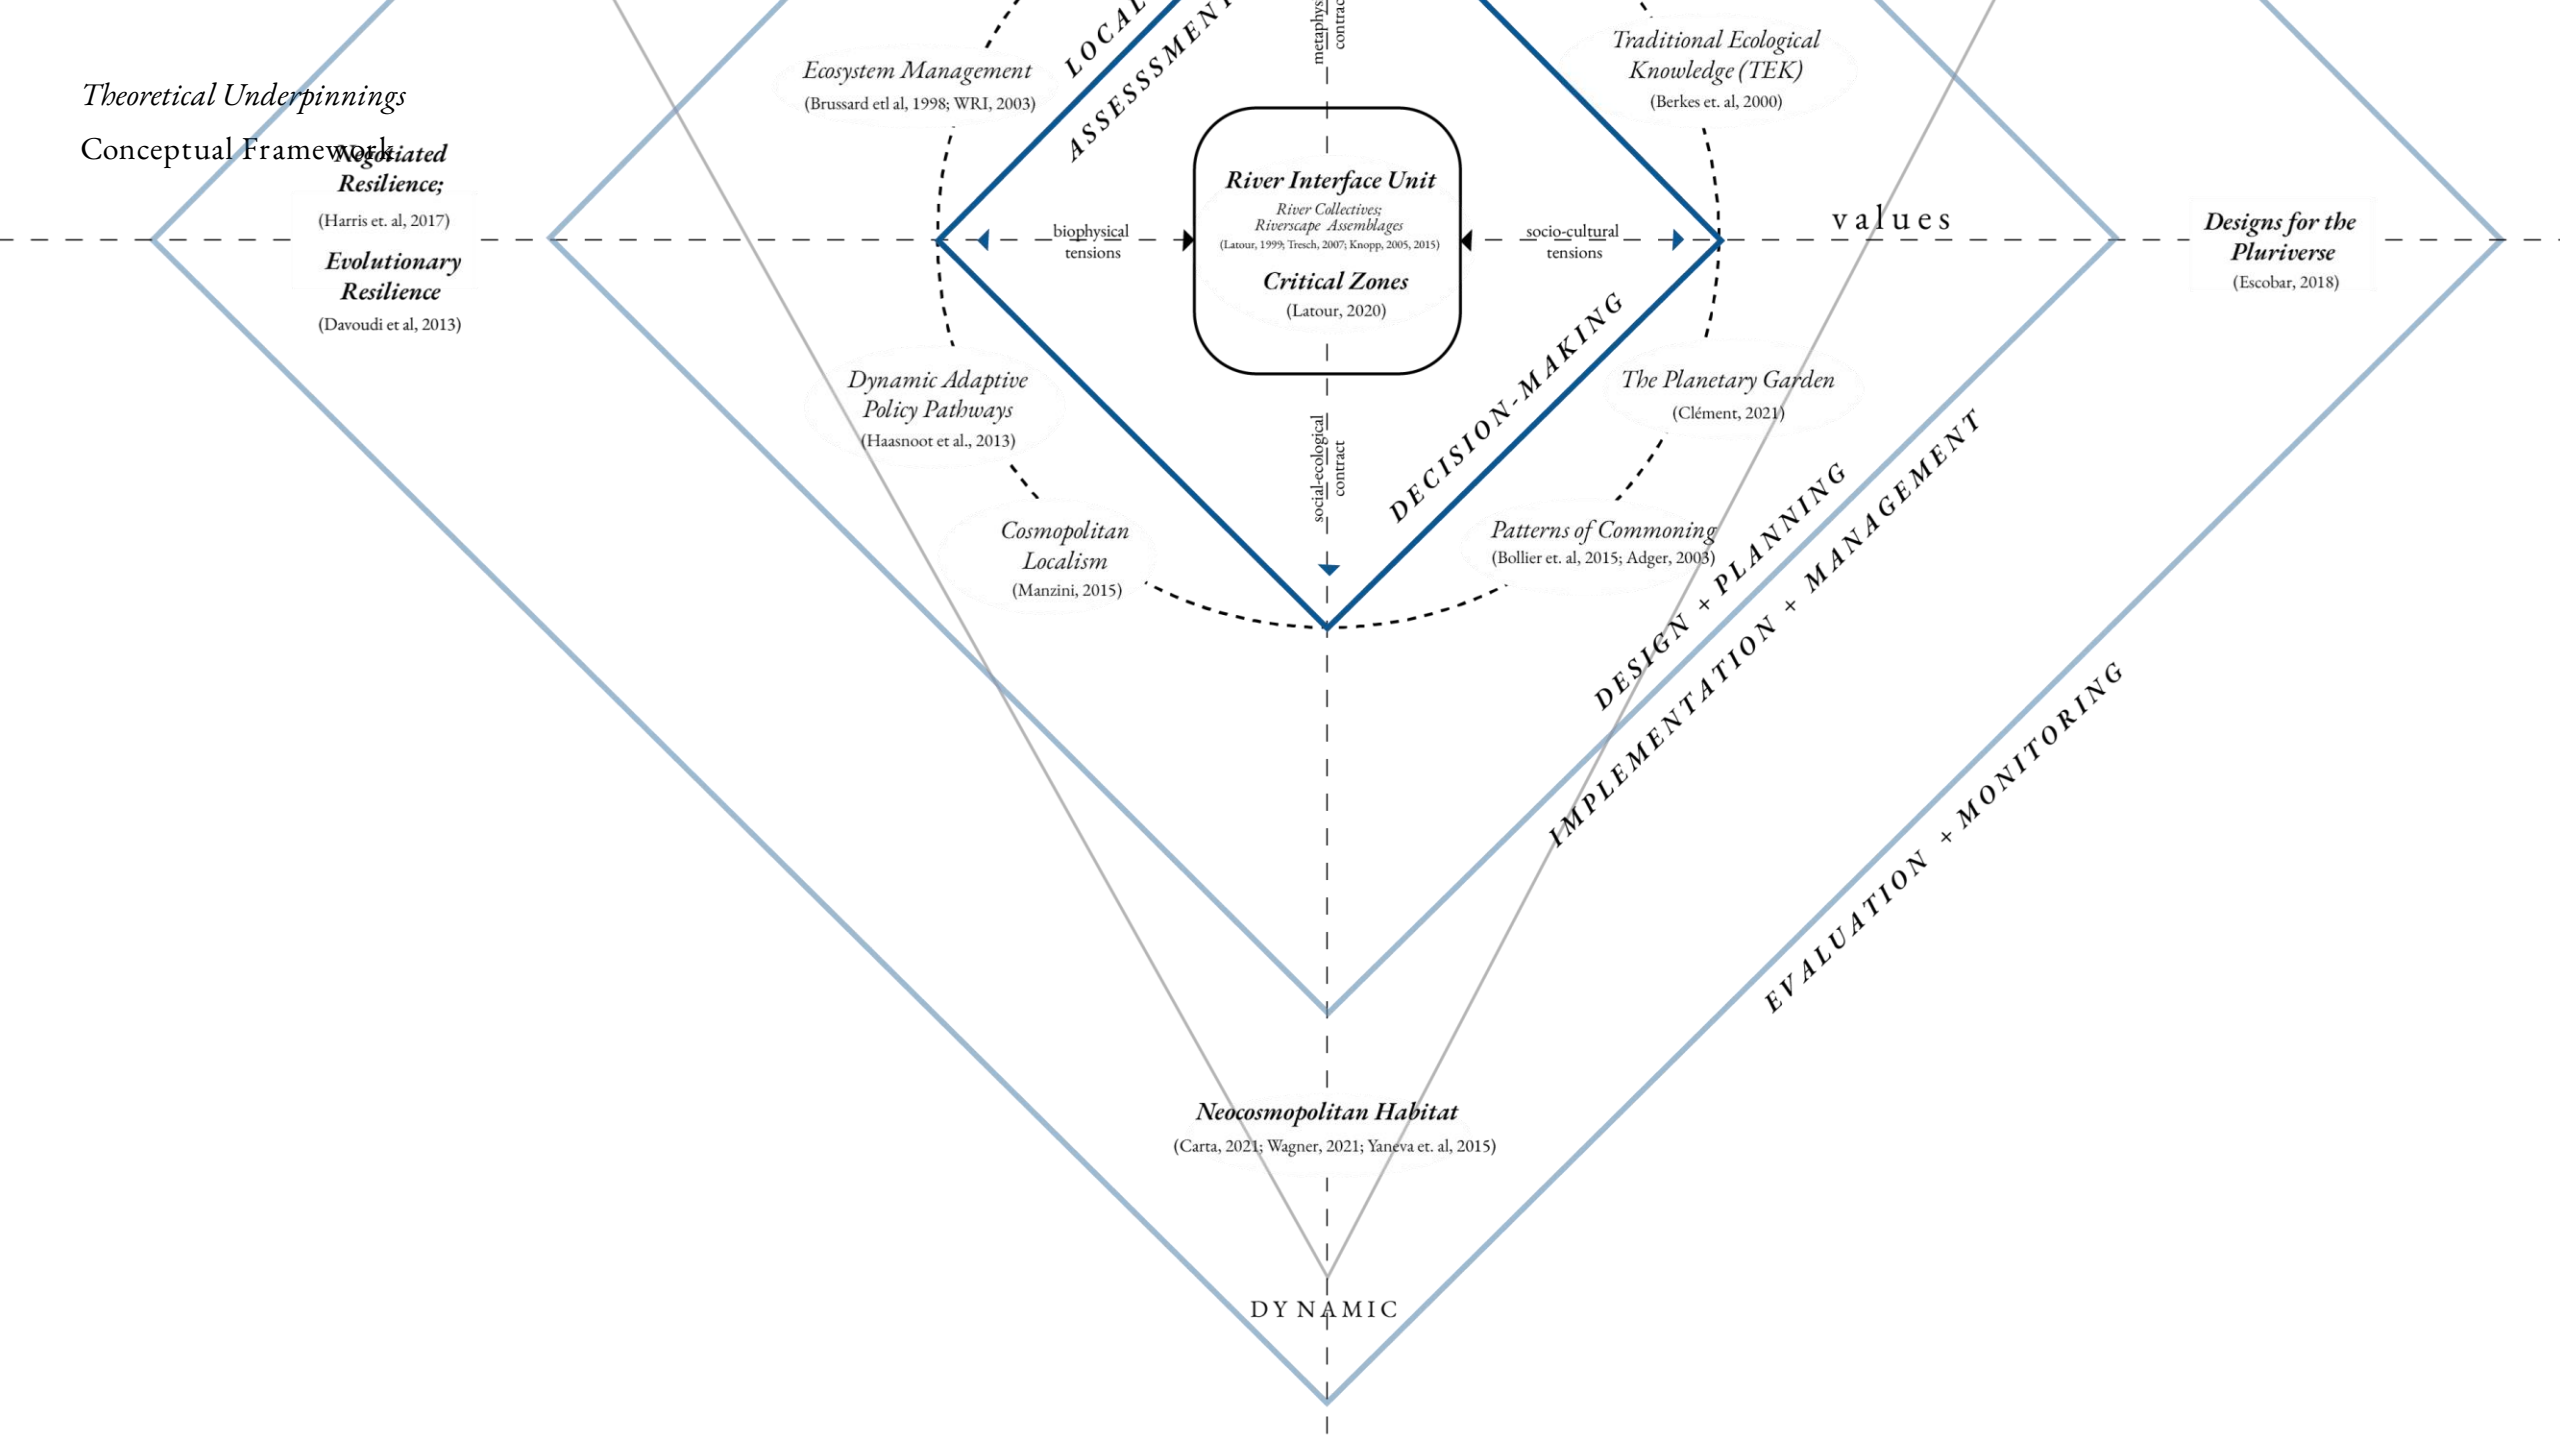 Theoretical Underpinnings
Conceptual Framework
Negotiated
Resilience;
(Harris et. al, 2017)
Evolutionary
Resilience
(Davoudi et al, 2013)
Ecosystem Management
(Brussard etl al, 1998; WRI, 2003)
LOCAL
ASSESSSMENT
Traditional Ecological
Knowledge (TEK)
(Berkes et. al, 2000)
River Interface Unit
River Collectives;
Riverscape Assemblages
(Latour, 1999; Tresch, 2007; Knopp, 2005, 2015)
Critical Zones
(Latour, 2020)
biophysical
tensions
socio-cultural
tensions
values
Designs for the
Pluriverse
(Escobar, 2018)
Dynamic Adaptive
Policy Pathways
(Haasnoot et al., 2013)
social-ecological
contract
DECISION-MAKING
The Planetary Garden
(Clément, 2021)
Cosmopolitan
Localism
(Manzini, 2015)
Patterns of Commoning
(Bollier et. al, 2015; Adger, 2003)
DESIGN + PLANNING
IMPLEMENTATION + MANAGEMENT
EVALUATION + MONITORING
Neocosmopolitan Habitat
(Carta, 2021; Wagner, 2021; Yaneva et. al, 2015)
DYNAMIC